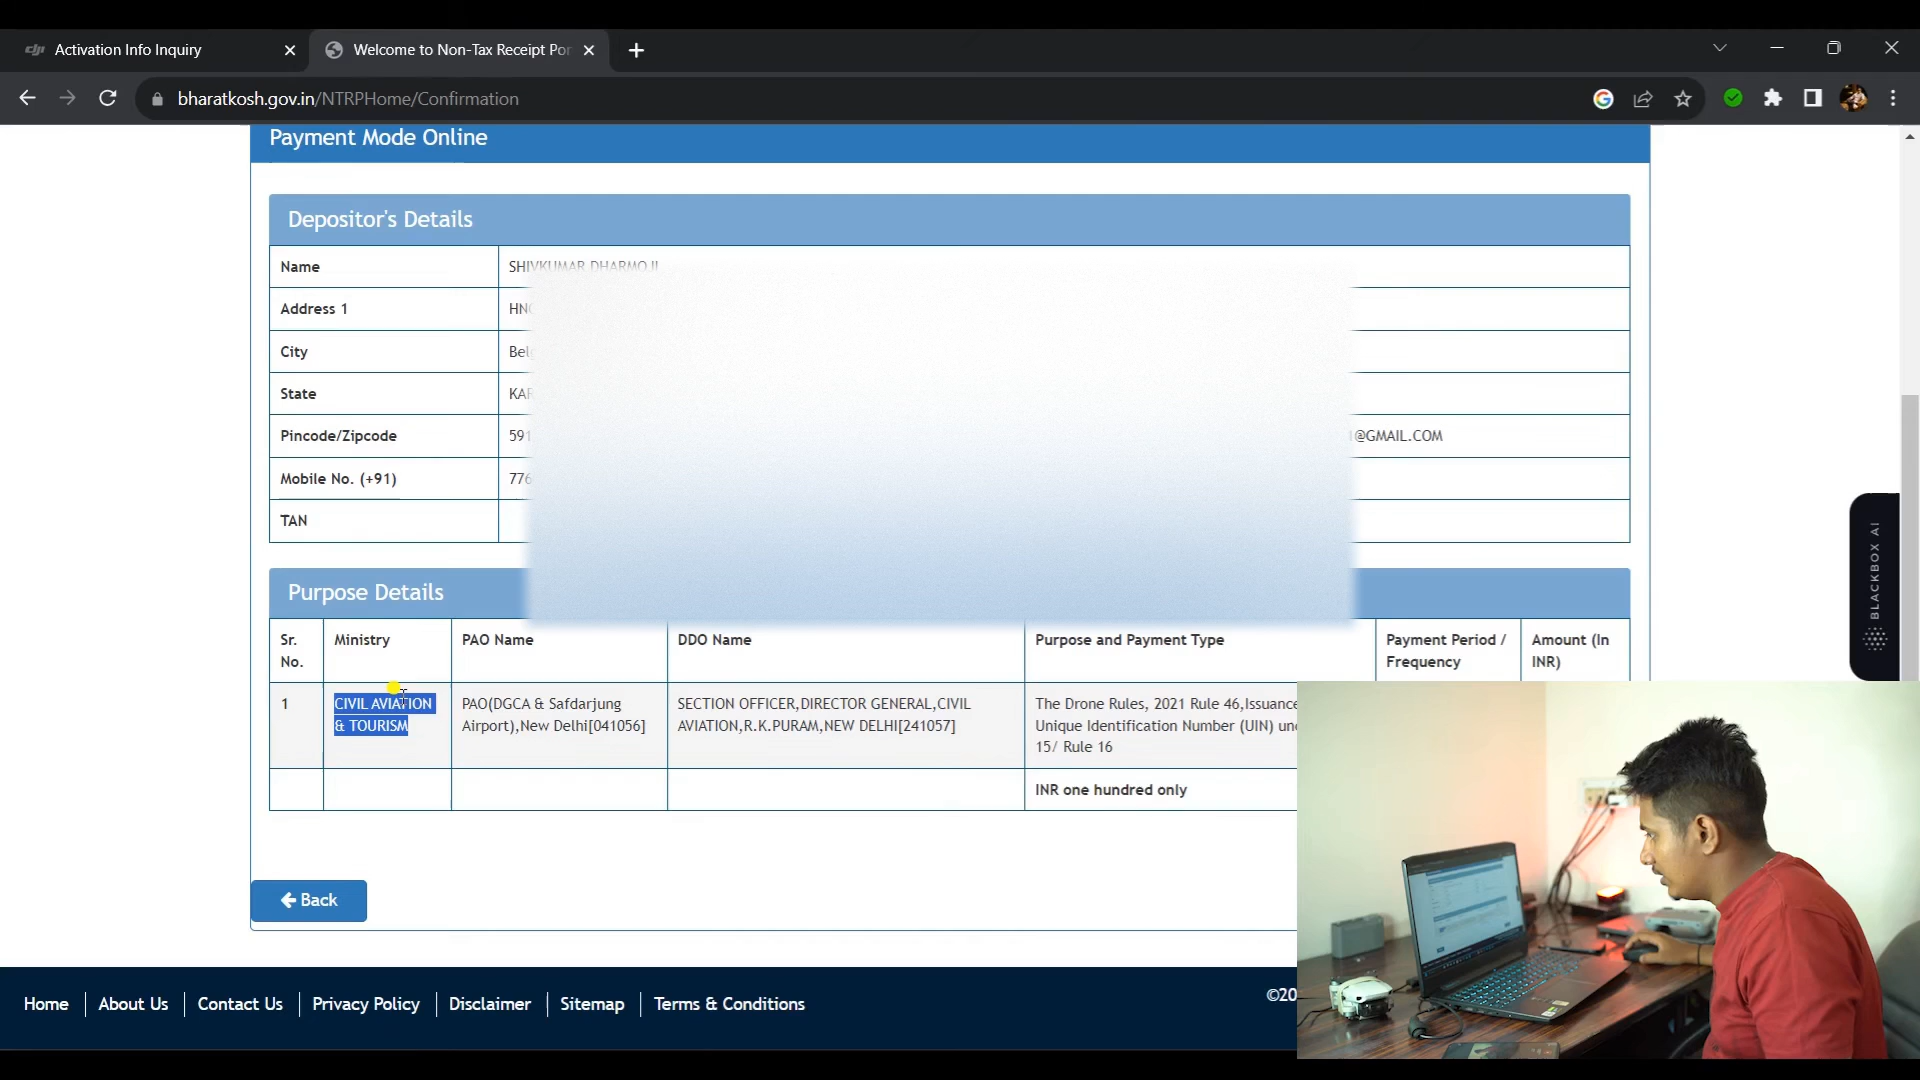 Activation Info Inquiry
Welcome to Non-Tax Receipt Por
bharatkosh.gov.in/NTRPHome/Confirmation
Payment Mode Online
Depositor's Details
Name SHIVKUMAR DHARMOJI
Address 1
City
State
Pincode/Zipcode 591 @GMAIL.COM
Mobile No. (+91) 776
TAN
Purpose Details
Sr. No. Ministry PAO Name DDO Name Purpose and Payment Type Payment Period / Frequency Amount (In INR)
1 CIVIL AVIATION PAO(DGCA & Safdarjung SECTION OFFICER,DIRECTOR GENERAL,CIVIL The Drone Rules, 2021 Rule 46,Issuance
& TOURISM Airport),New Delhi[041056] AVIATION,R.K.PURAM,NEW DELHI[241057] Unique Identification Number (UIN)
15/ Rule 16
INR one hundred only
Back
BLACKBOX AI
Home About Us Contact Us Privacy Policy Disclaimer Sitemap Terms & Conditions
©20